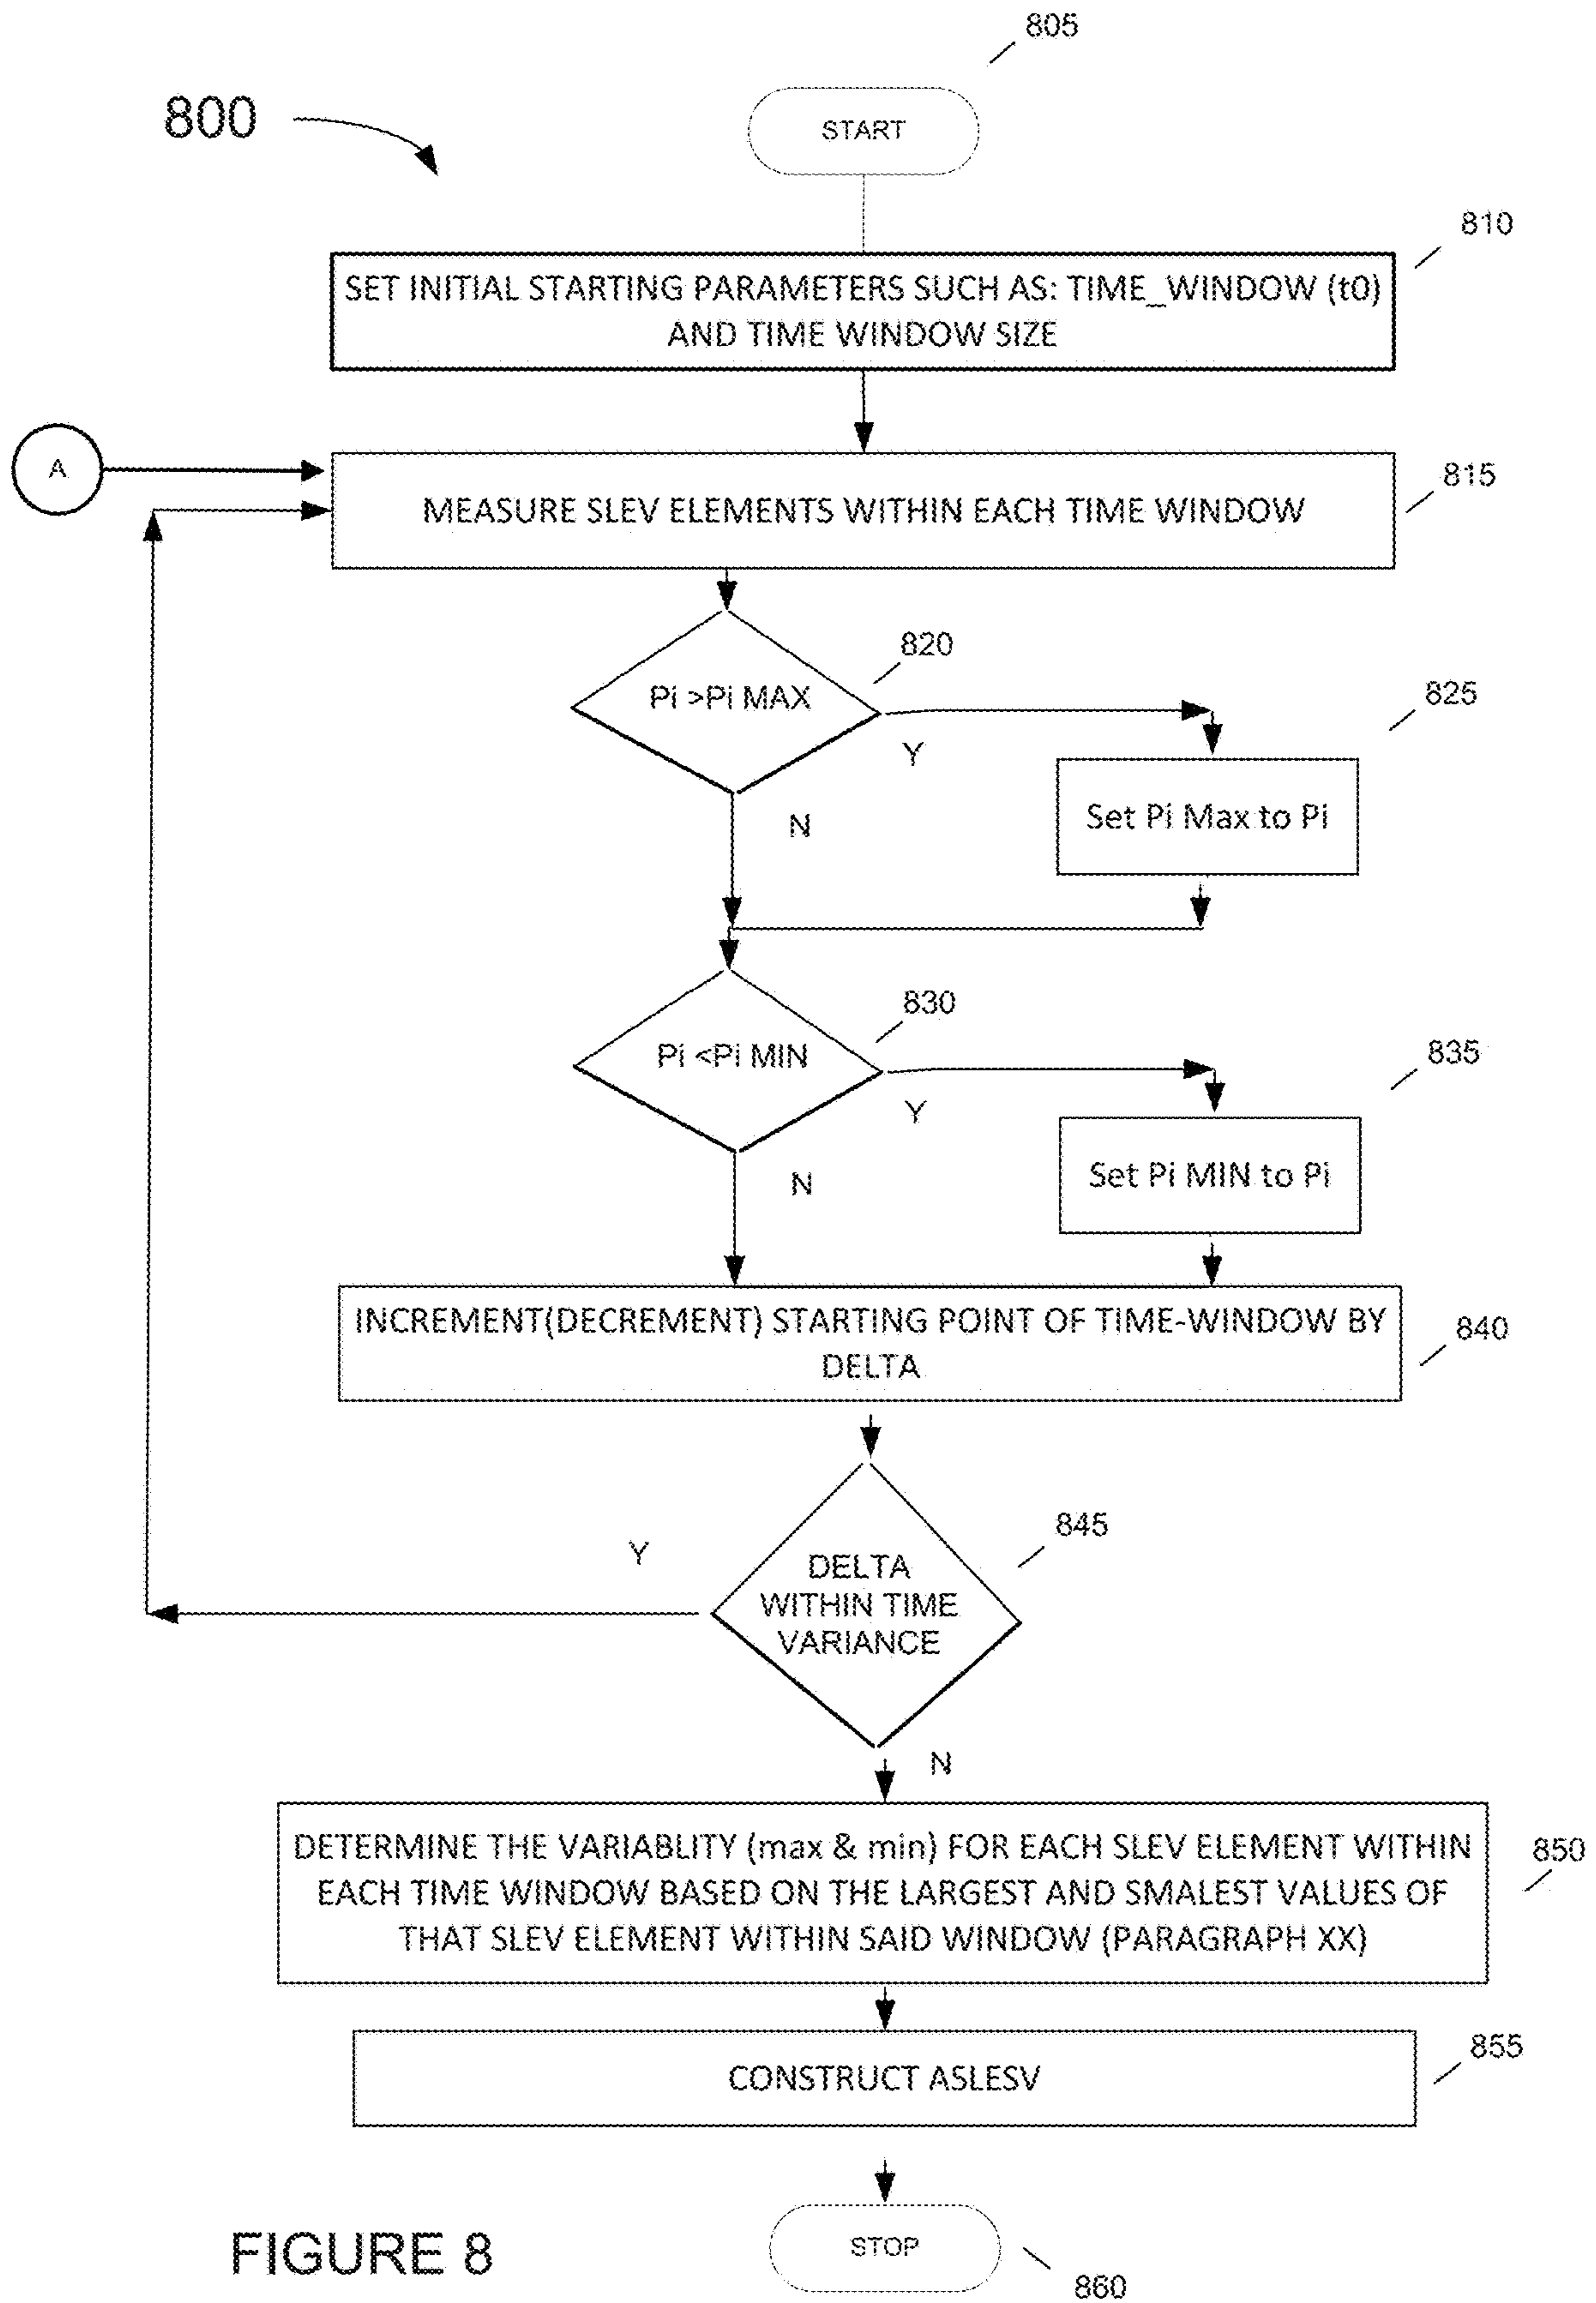 805
800
START
810
SET INITIAL STARTING PARAMETERS SUCH AS: TIME_WINDOW (t0)
AND TIME WINDOW SIZE
A
815
MEASURE SLEV ELEMENTS WITHIN EACH TIME WINDOW
820
Pi >Pi MAX
825
Y
Set Pi Max to Pi
N
830
Pi <Pi MIN
835
Y
Set Pi MIN to Pi
N
INCREMENT(DECREMENT) STARTING POINT OF TIME-WINDOW BY
DELTA
840
845
Y
DELTA
WITHIN TIME
VARIANCE
N
DETERMINE THE VARIABLITY (max & min) FOR EACH SLEV ELEMENT WITHIN
EACH TIME WINDOW BASED ON THE LARGEST AND SMALEST VALUES OF
THAT SLEV ELEMENT WITHIN SAID WINDOW (PARAGRAPH XX)
850
855
CONSTRUCT ASLESV
FIGURE 8
STOP
860